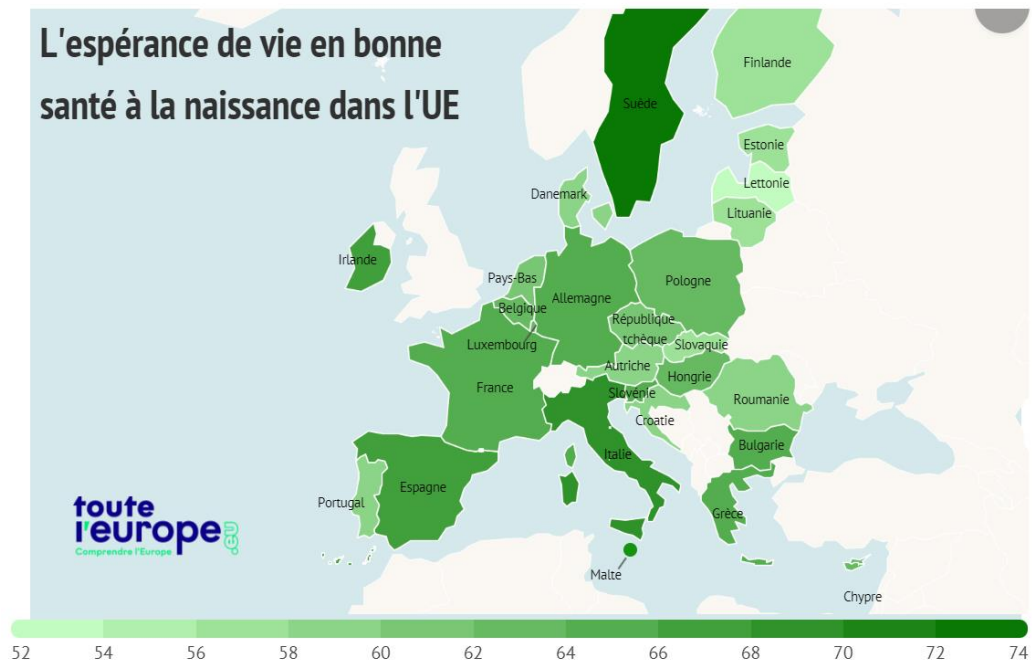 L'espérance de vie en bonne
santé à la naissance dans l'UE
Finlande
Suède
Estonie
Lettonie
Danemark
Lituanie
Irlande
Pays-Bas
Pologne
Allemagne
Belgique
République
tchèque
Luxembourg
Slovaquie
Autriche
Hongrie
France
Slovénie
Roumanie
Croatie
Bulgarie
Italie
Espagne
Portugal
Grèce
toute
l'europe.eu
Comprendre l'Europe
Malte
Chypre
52 54 56 58 60 62 64 66 68 70 72 74